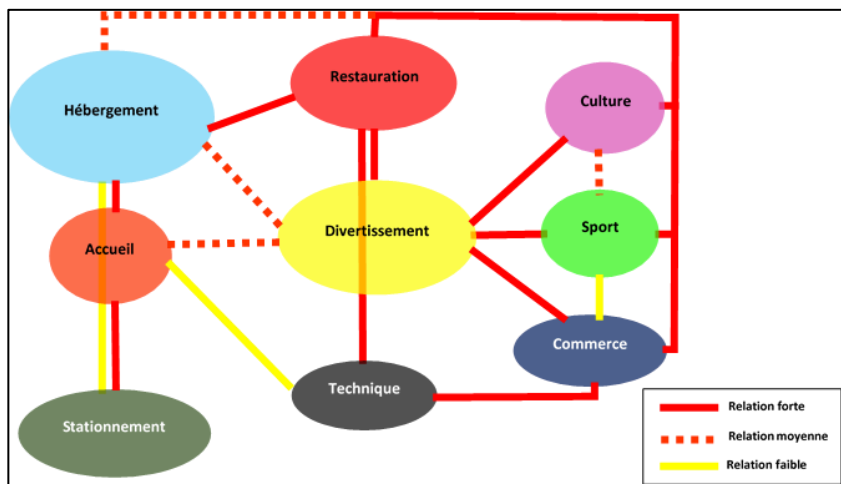 Restauration
Culture
Hébergement
Divertissement
Sport
Accueil
Commerce
Technique
Stationnement
Relation forte
Relation moyenne
Relation faible